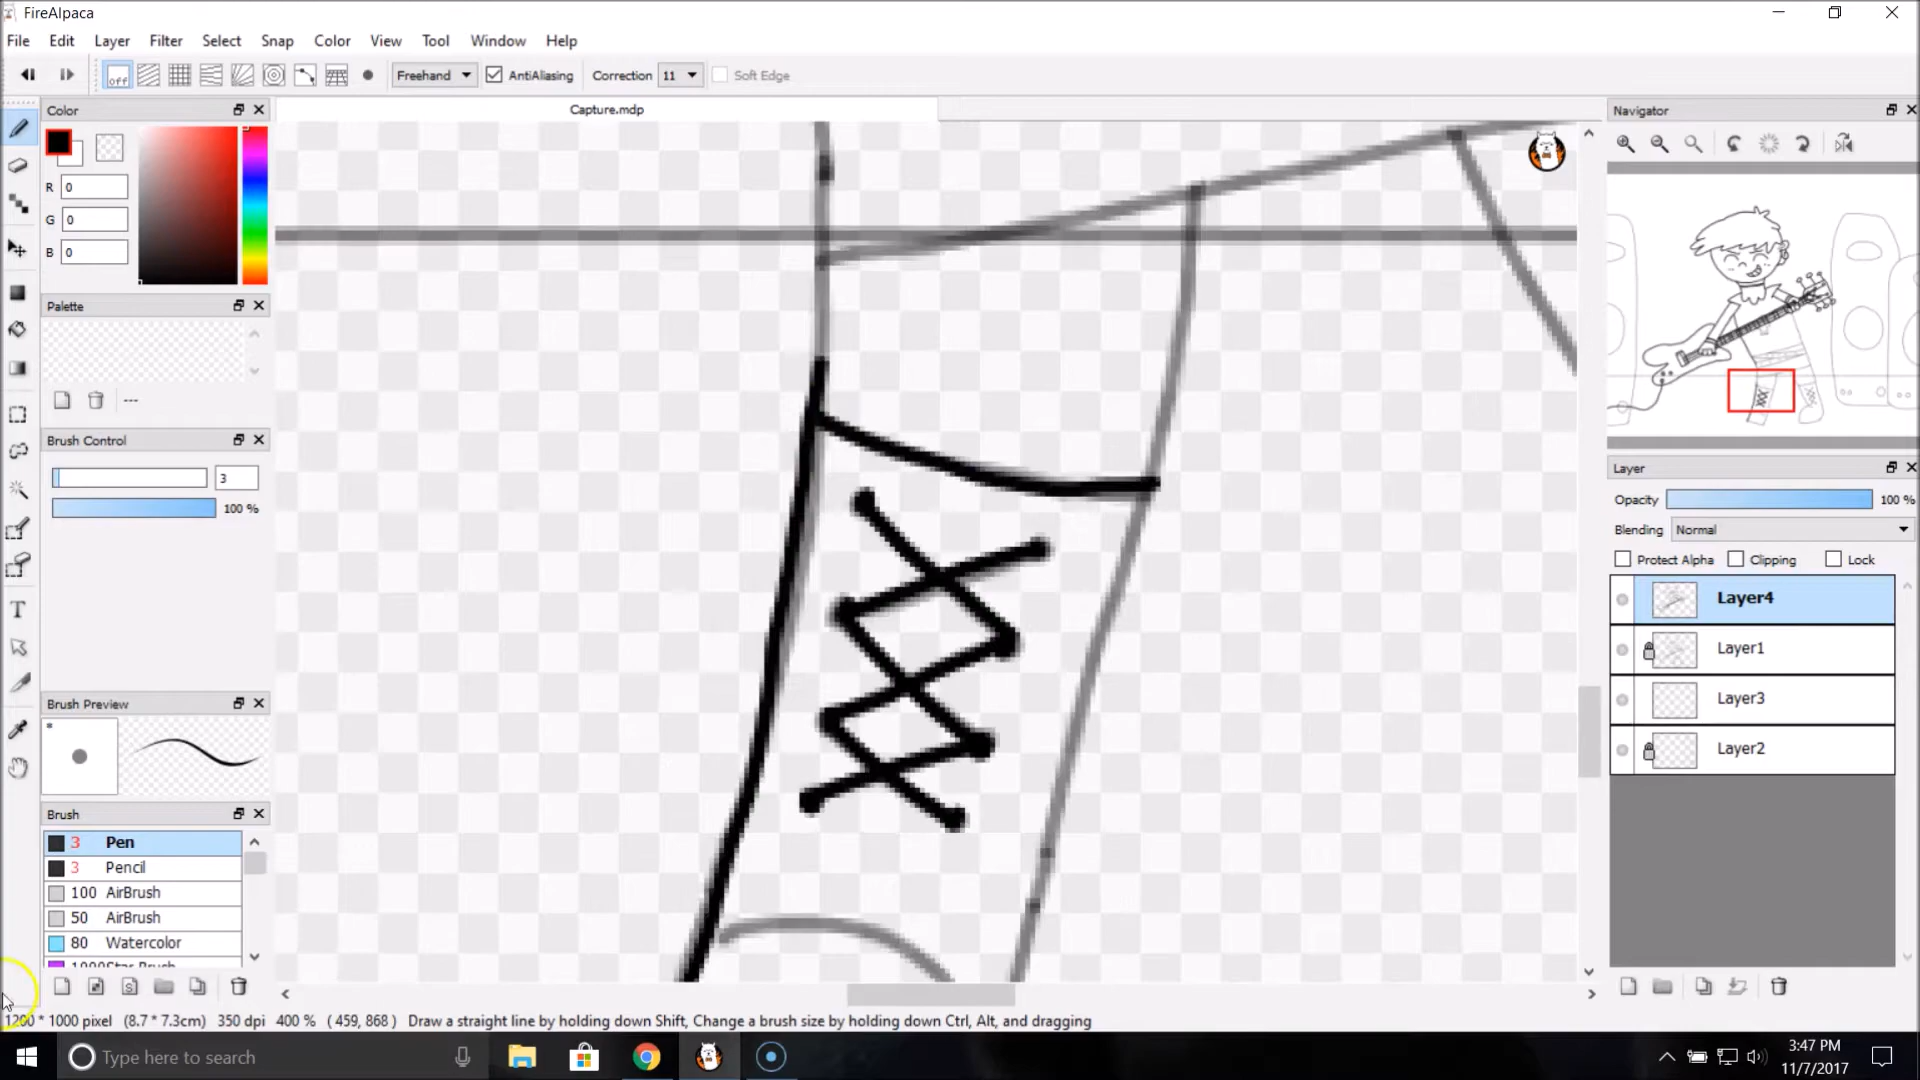 FireAlpaca
File Edit Layer Filter Select Snap Color View Tool Window Help
off Freehand AntiAliasing Correction 11 Soft Edge
Color
Capture.mdp
Navigator
R 0
G 0
B 0
Palette
---
Brush Control
3
100 %
Layer
Opacity 100 %
Blending Normal
Protect Alpha Clipping Lock
Layer4
Layer1
Layer3
Layer2
Brush Preview
Brush
3 Pen
3 Pencil
100 AirBrush
50 AirBrush
80 Watercolor
100 Star Brush
1200 * 1000 pixel (8.7 * 7.3cm) 350 dpi 400 % ( 459, 868 ) Draw a straight line by holding down Shift, Change a brush size by holding down Ctrl, Alt, and dragging
Type here to search
3:47 PM
11/7/2017